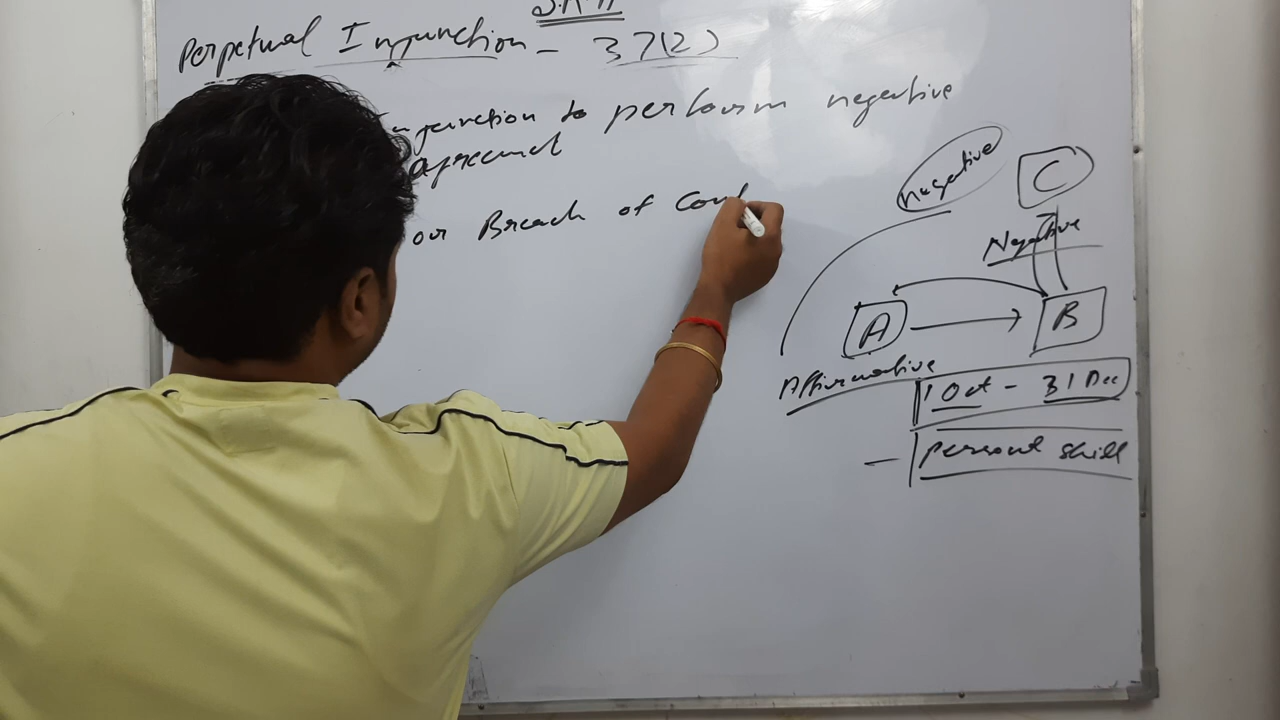 Perpetual Injunction - 37(2)
injunction to perform negative
agreement
our Breach of Cont
negative
C
Negative
A
B
Affirmative
1 Oct - 31 Dec
- personal skill